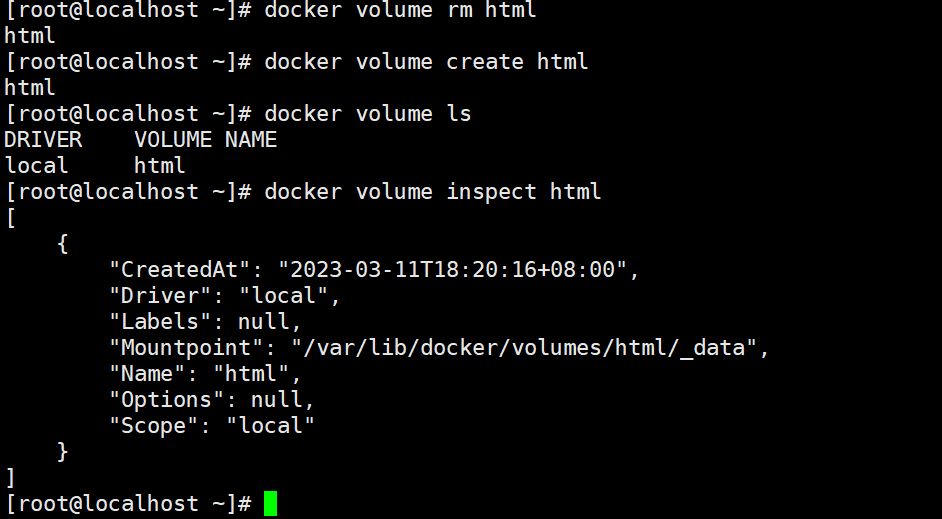 [root@localhost ~]# docker volume rm html
html
[root@localhost ~]# docker volume create html
html
[root@localhost ~]# docker volume ls
DRIVER    VOLUME NAME
local     html
[root@localhost ~]# docker volume inspect html
[
    {
        "CreatedAt": "2023-03-11T18:20:16+08:00",
        "Driver": "local",
        "Labels": null,
        "Mountpoint": "/var/lib/docker/volumes/html/_data",
        "Name": "html",
        "Options": null,
        "Scope": "local"
    }
]
[root@localhost ~]#